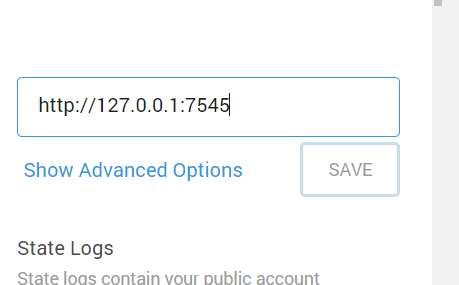 http://127.0.0.1:7545
Show Advanced Options SAVE
State Logs
State logs contain your public account